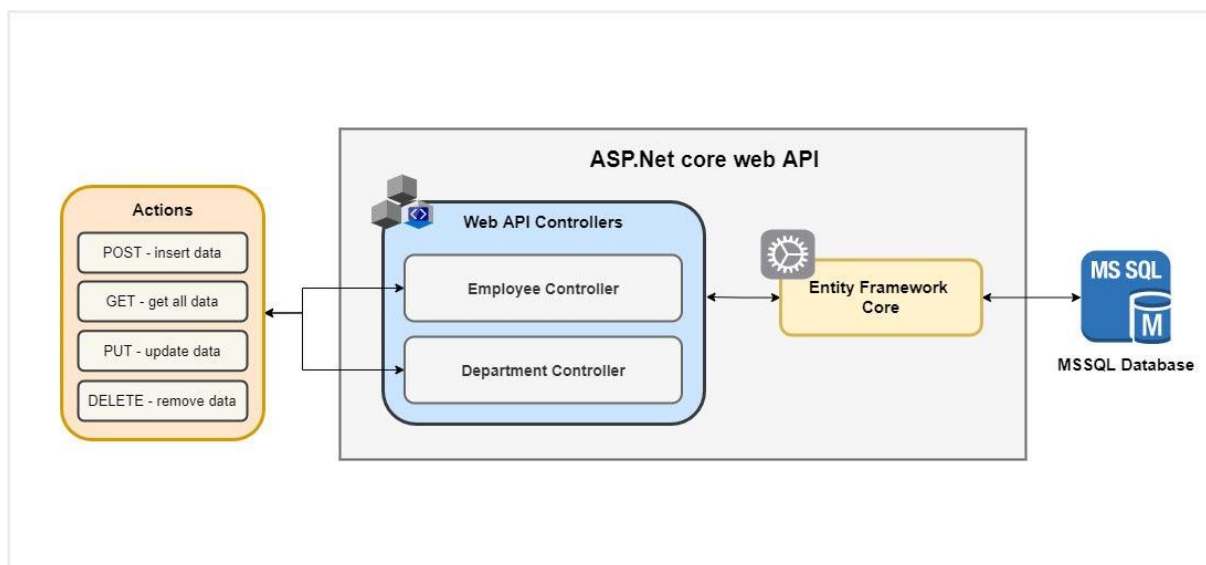 ASP.Net core web API
Actions
POST - insert data
GET - get all data
PUT - update data
DELETE - remove data
Web API Controllers
Employee Controller
Department Controller
Entity Framework
Core
MS SQL
M
MSSQL Database